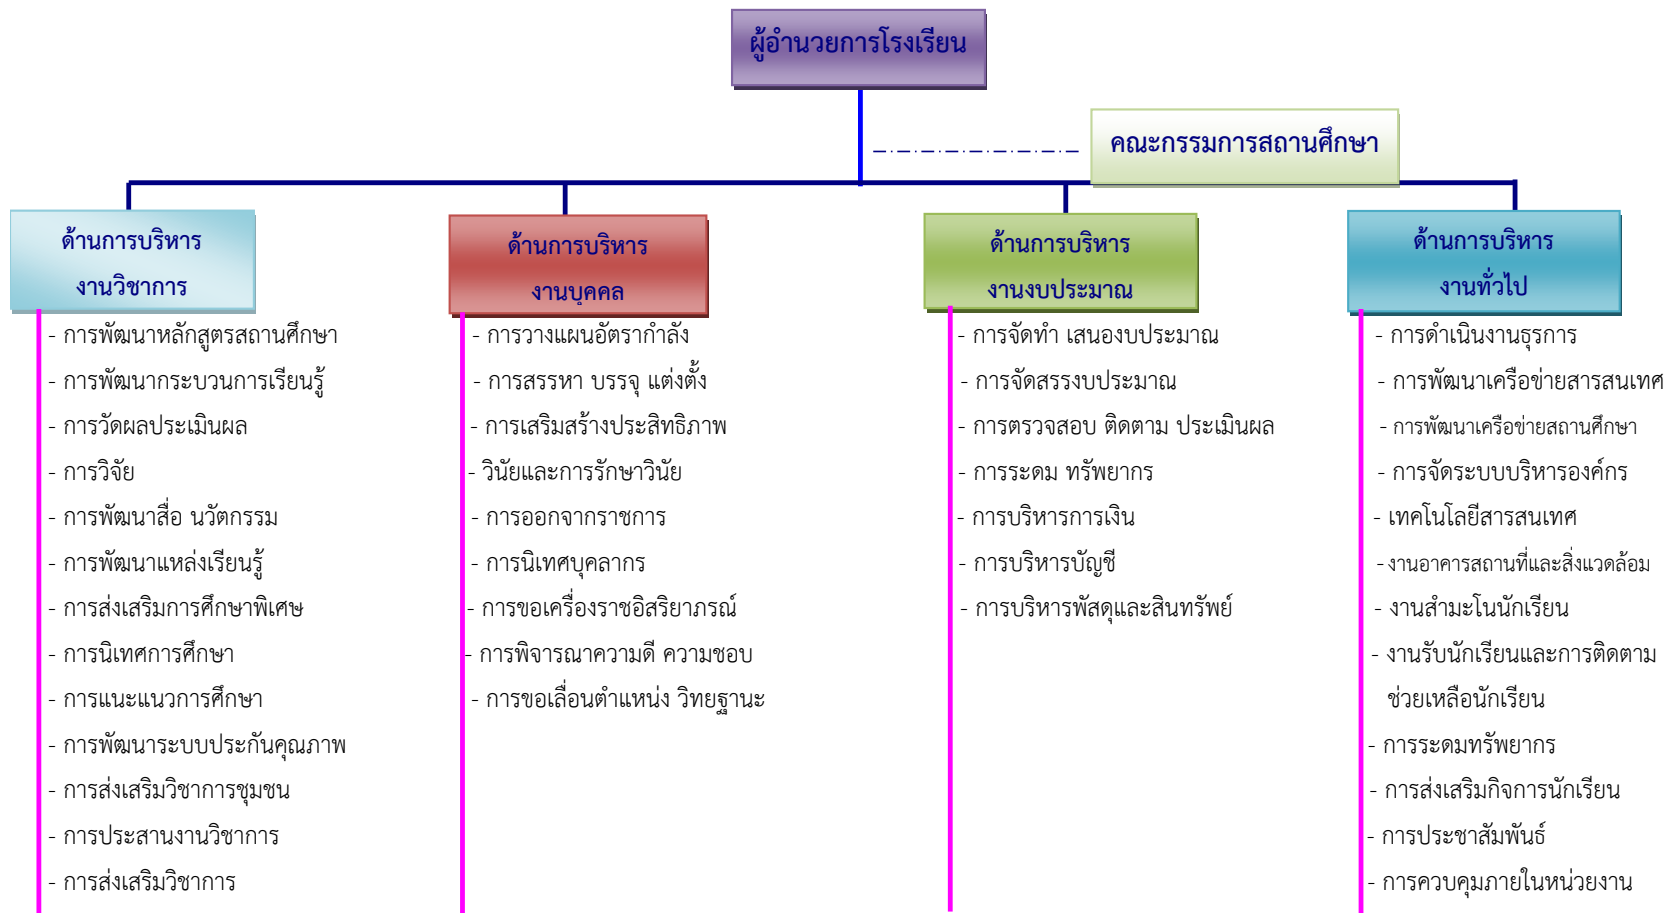 ผู้อำนวยการโรงเรียน
คณะกรรมการสถานศึกษา
ด้านการบริหาร
งานวิชาการ
- การพัฒนาหลักสูตรสถานศึกษา
- การพัฒนากระบวนการเรียนรู้
- การวัดผลประเมินผล
- การวิจัย
- การพัฒนาสื่อ นวัตกรรม
- การพัฒนาแหล่งเรียนรู้
- การส่งเสริมการศึกษาพิเศษ
- การนิเทศการศึกษา
- การแนะแนวการศึกษา
- การพัฒนาระบบประกันคุณภาพ
- การส่งเสริมวิชาการชุมชน
- การประสานงานวิชาการ
- การส่งเสริมวิชาการ
ด้านการบริหาร
งานบุคคล
- การวางแผนอัตรากำลัง
- การสรรหา บรรจุ แต่งตั้ง
- การเสริมสร้างประสิทธิภาพ
- วินัยและการรักษาวินัย
- การออกจากราชการ
- การนิเทศบุคลากร
- การขอเครื่องราชอิสริยาภรณ์
- การพิจารณาความดี ความชอบ
- การขอเลื่อนตำแหน่ง วิทยฐานะ
ด้านการบริหาร
งานงบประมาณ
- การจัดทำ เสนองบประมาณ
- การจัดสรรงบประมาณ
- การตรวจสอบ ติดตาม ประเมินผล
- การระดม ทรัพยากร
- การบริหารการเงิน
- การบริหารบัญชี
- การบริหารพัสดุและสินทรัพย์
ด้านการบริหาร
งานทั่วไป
- การดำเนินงานธุรการ
- การพัฒนาเครือข่ายสารสนเทศ
- การพัฒนาเครือข่ายสถานศึกษา
- การจัดระบบบริหารองค์กร
- เทคโนโลยีสารสนเทศ
- งานอาคารสถานที่และสิ่งแวดล้อม
- งานสำมะโนนักเรียน
- งานรับนักเรียนและการติดตาม
ช่วยเหลือนักเรียน
- การระดมทรัพยากร
- การส่งเสริมกิจการนักเรียน
- การประชาสัมพันธ์
- การควบคุมภายในหน่วยงาน